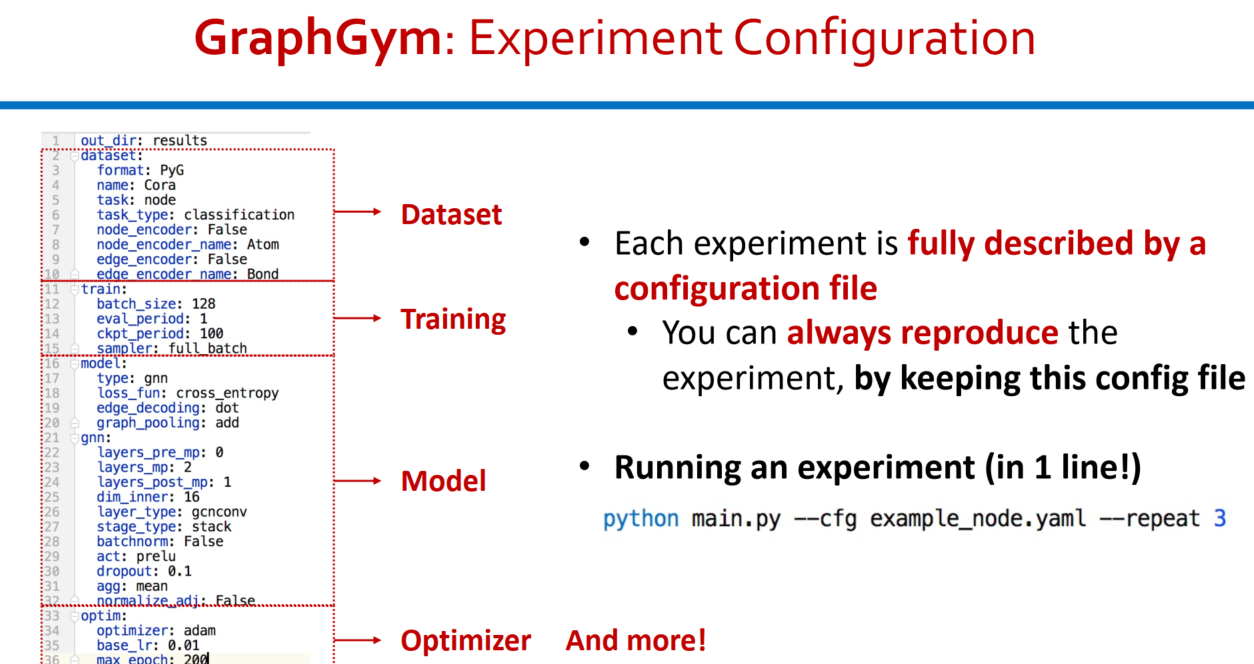 GraphGym: Experiment Configuration
1 out_dir: results
2 dataset:
3 format: PyG
4 name: Cora
5 task: node
6 task_type: classification
7 node_encoder: False
8 node_encoder_name: Atom
9 edge_encoder: False
10 edge_encoder_name: Bond
11 train:
12 batch_size: 128
13 eval_period: 1
14 ckpt_period: 100
15 sampler: full_batch
16 model:
17 type: gnn
18 loss_fun: cross_entropy
19 edge_decoding: dot
20 graph_pooling: add
21 gnn:
22 layers_pre_mp: 0
23 layers_mp: 2
24 layers_post_mp: 1
25 dim_inner: 16
26 layer_type: gcnconv
27 stage_type: stack
28 batchnorm: False
29 act: prelu
30 dropout: 0.1
31 agg: mean
32 normalize_adj: False
33 optim:
34 optimizer: adam
35 base_lr: 0.01
36 max_epoch: 200
Dataset
Training
Model
Optimizer And more!
• Each experiment is fully described by a
configuration file
• You can always reproduce the
experiment, by keeping this config file
• Running an experiment (in 1 line!)
python main.py --cfg example_node.yaml --repeat 3